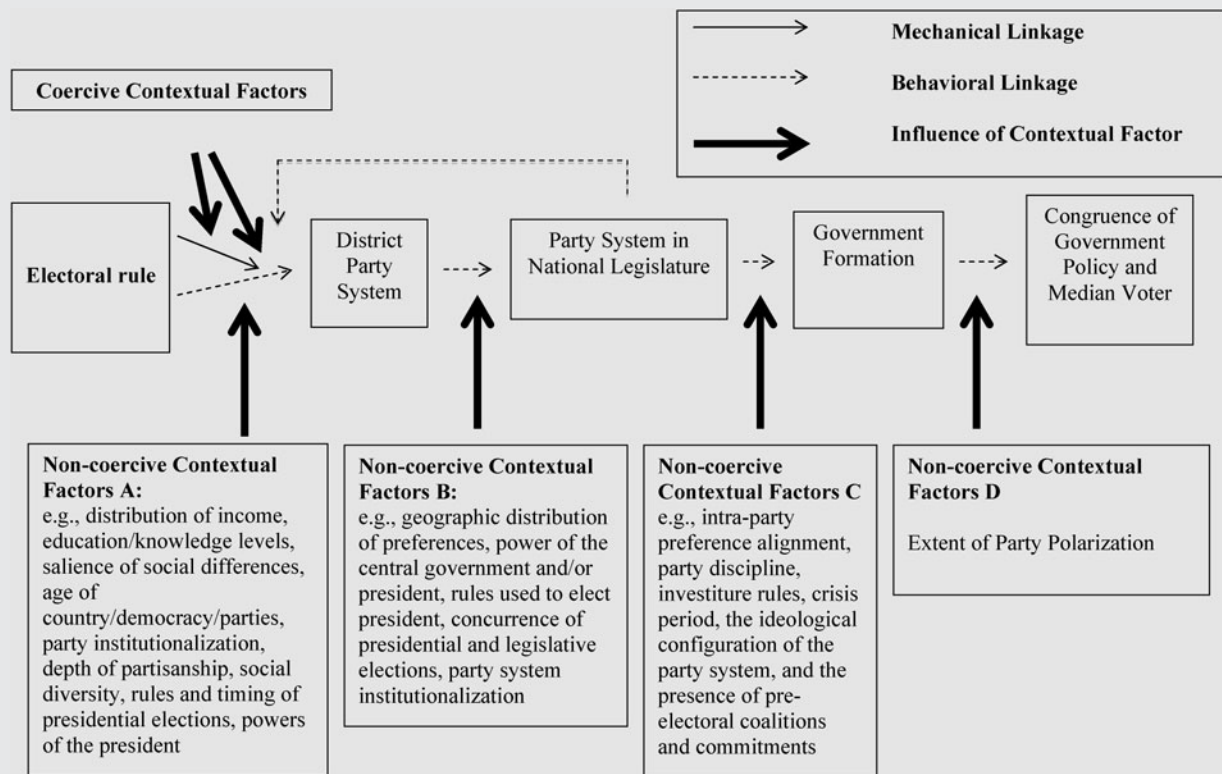 Mechanical Linkage
Coercive Contextual Factors
Behavioral Linkage
Influence of Contextual Factor
Electoral rule
District
Party
System
Party System in
National Legislature
Government
Formation
Congruence of
Government
Policy and
Median Voter
Non-coercive Contextual
Factors A:
e.g., distribution of income,
education/knowledge levels,
salience of social differences,
age of
country/democracy/parties,
party institutionalization,
depth of partisanship, social
diversity, rules and timing of
presidential elections, powers
of the president
Non-coercive Contextual
Factors B:
e.g., geographic distribution
of preferences, power of the
central government and/or
president, rules used to elect
president, concurrence of
presidential and legislative
elections, party system
institutionalization
Non-coercive
Contextual Factors C
e.g., intra-party
preference alignment,
party discipline,
investiture rules, crisis
period, the ideological
configuration of the
party system, and the
presence of pre-
electoral coalitions
and commitments
Non-coercive Contextual
Factors D
Extent of Party Polarization